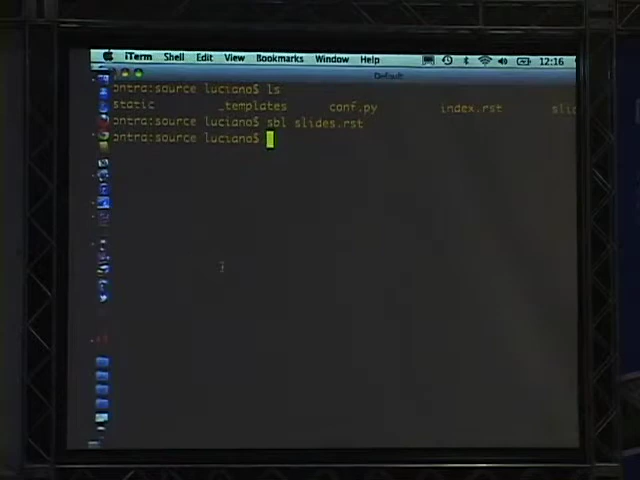 iTerm Shell Edit View Bookmarks Window Help 12:16
Default
ontra:source luciano$ ls
static _templates conf.py index.rst slid
ontra:source luciano$ sbl slides.rst
ontra:source luciano$